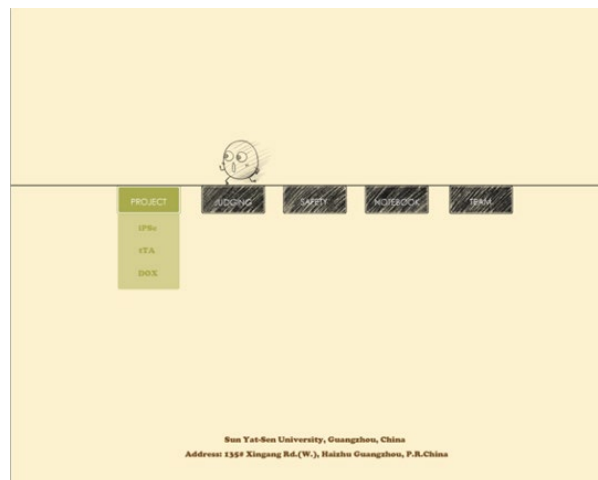 PROJECT JUDGING SAFETY NOTEBOOK TEAM
iPSc
tTA
DOX
Sun Yat-Sen University, Guangzhou, China
Address: 135# Xingang Rd.(W.), Haizhu Guangzhou, P.R.China